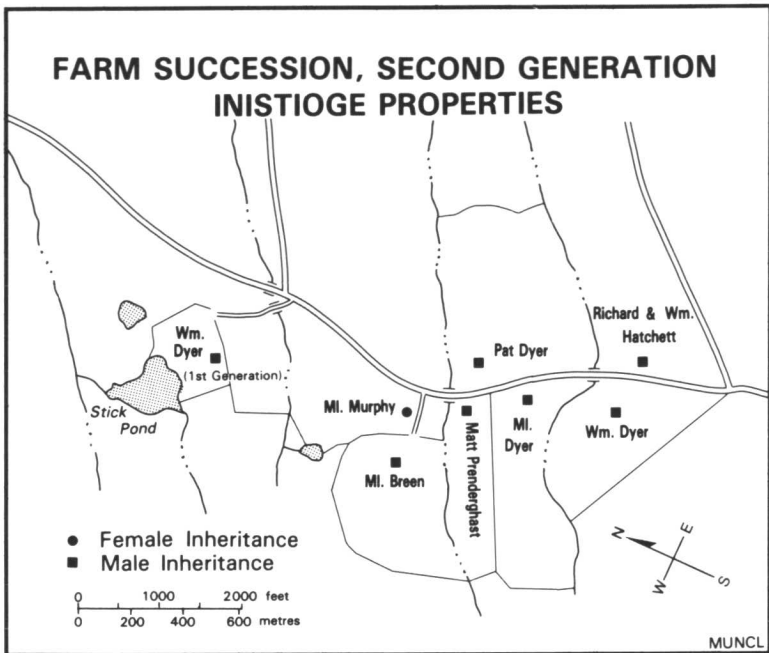 FARM SUCCESSION, SECOND GENERATION
INISTIOGE PROPERTIES
Richard & Wm.
Hatchett
Wm.
Dyer
(1st Generation)
Pat Dyer
Stick
Pond
Ml. Murphy
Matt Prenderghast
Ml.
Dyer
Wm. Dyer
Ml. Breen
● Female Inheritance
■ Male Inheritance
0 1000 2000 feet
0 200 400 600 metres
N E
W S
MUNCL